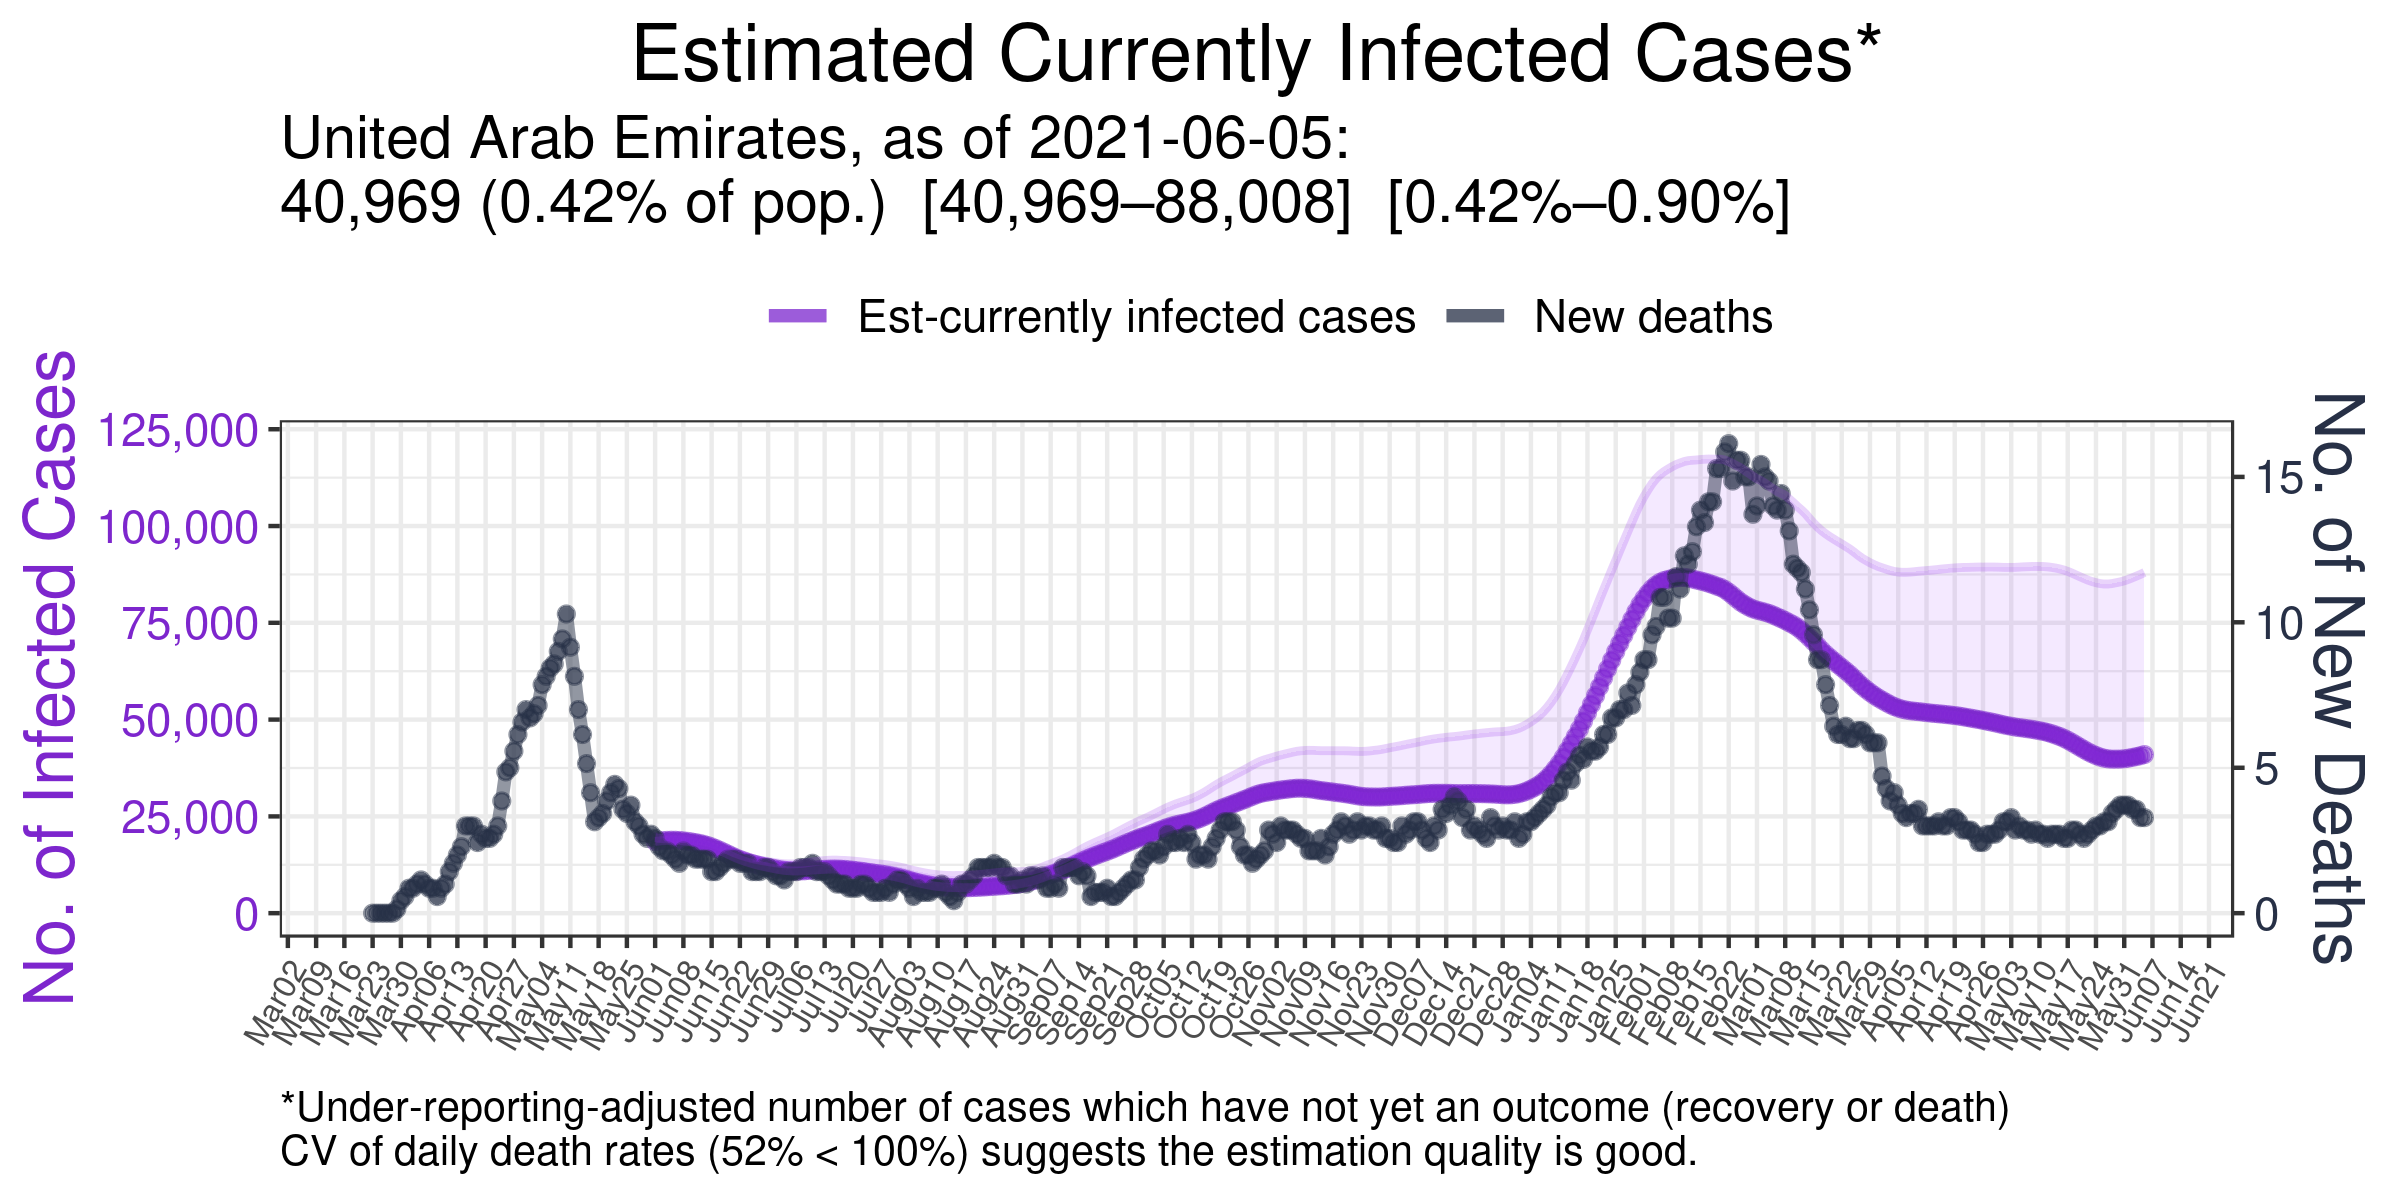 Estimated Currently Infected Cases*
United Arab Emirates, as of 2021-06-05:
40,969 (0.42% of pop.)  [40,969–88,008]  [0.42%–0.90%]
Est-currently infected cases
New deaths
No. of Infected Cases
125,000
100,000
75,000
50,000
25,000
0
No. of New Deaths
15
10
5
0
Mar02
Mar09
Mar16
Mar23
Mar30
Apr06
Apr13
Apr20
Apr27
May04
May11
May18
May25
Jun01
Jun08
Jun15
Jun22
Jun29
Jul06
Jul13
Jul20
Jul27
Aug03
Aug10
Aug17
Aug24
Aug31
Sep07
Sep14
Sep21
Sep28
Oct05
Oct12
Oct19
Oct26
Nov02
Nov09
Nov16
Nov23
Nov30
Dec07
Dec14
Dec21
Dec28
Jan04
Jan11
Jan18
Jan25
Feb01
Feb08
Feb15
Feb22
Mar01
Mar08
Mar15
Mar22
Mar29
Apr05
Apr12
Apr19
Apr26
May03
May10
May17
May24
May31
Jun07
Jun14
Jun21
*Under-reporting-adjusted number of cases which have not yet an outcome (recovery or death)
CV of daily death rates (52% < 100%) suggests the estimation quality is good.